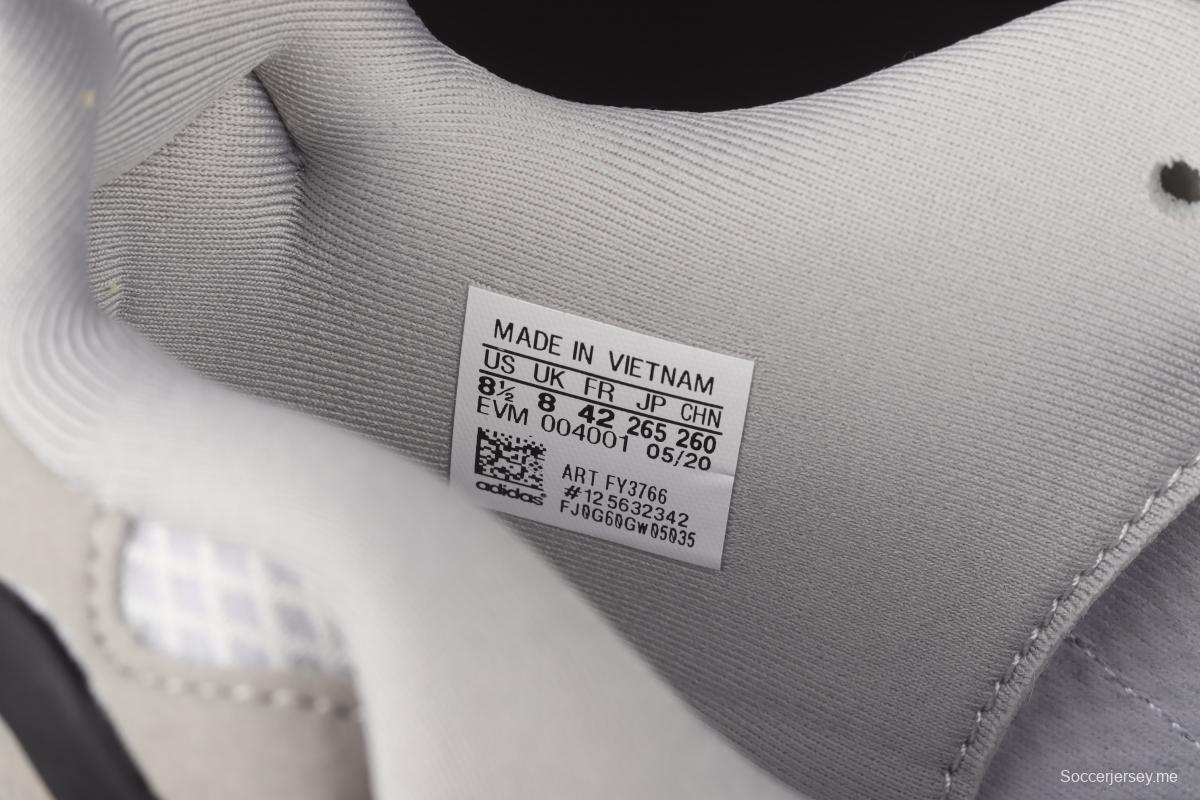 MADE IN VIETNAM
US UK FR JP CHN
8½ 8 42 265 260
EVM 004001 05/20
ART FY3766
#125632342
FJ0G60GW05035
adidas
Soccerjersey.me